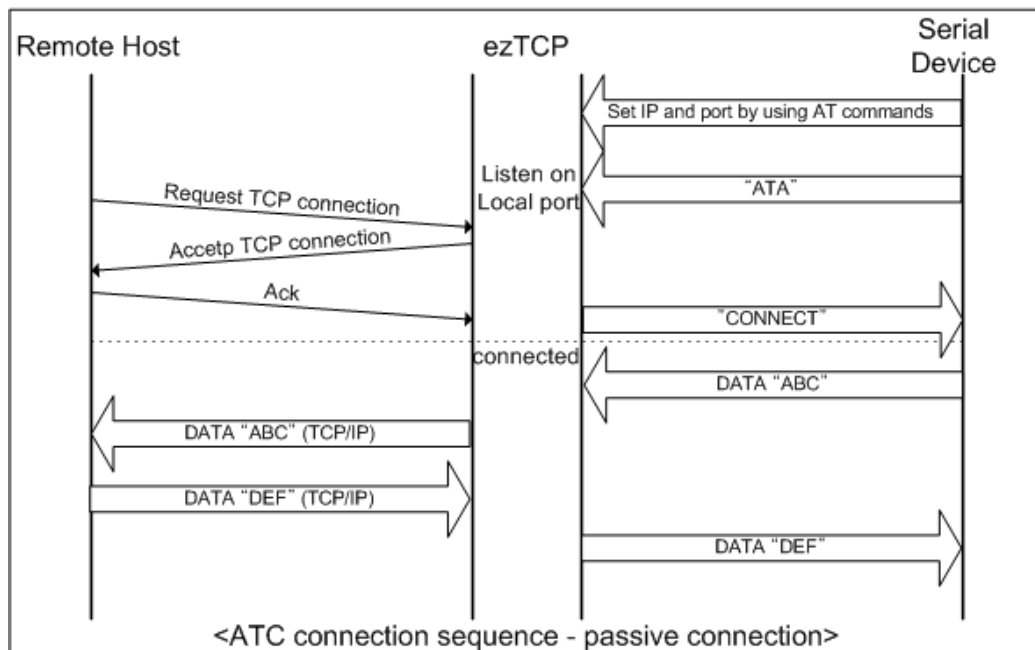 Remote Host
ezTCP
Serial
Device
Set IP and port by using AT commands
Listen on
Local port
"ATA"
Request TCP connection
Accetp TCP connection
Ack
"CONNECT"
connected
DATA "ABC"
DATA "ABC" (TCP/IP)
DATA "DEF" (TCP/IP)
DATA "DEF"
<ATC connection sequence - passive connection>